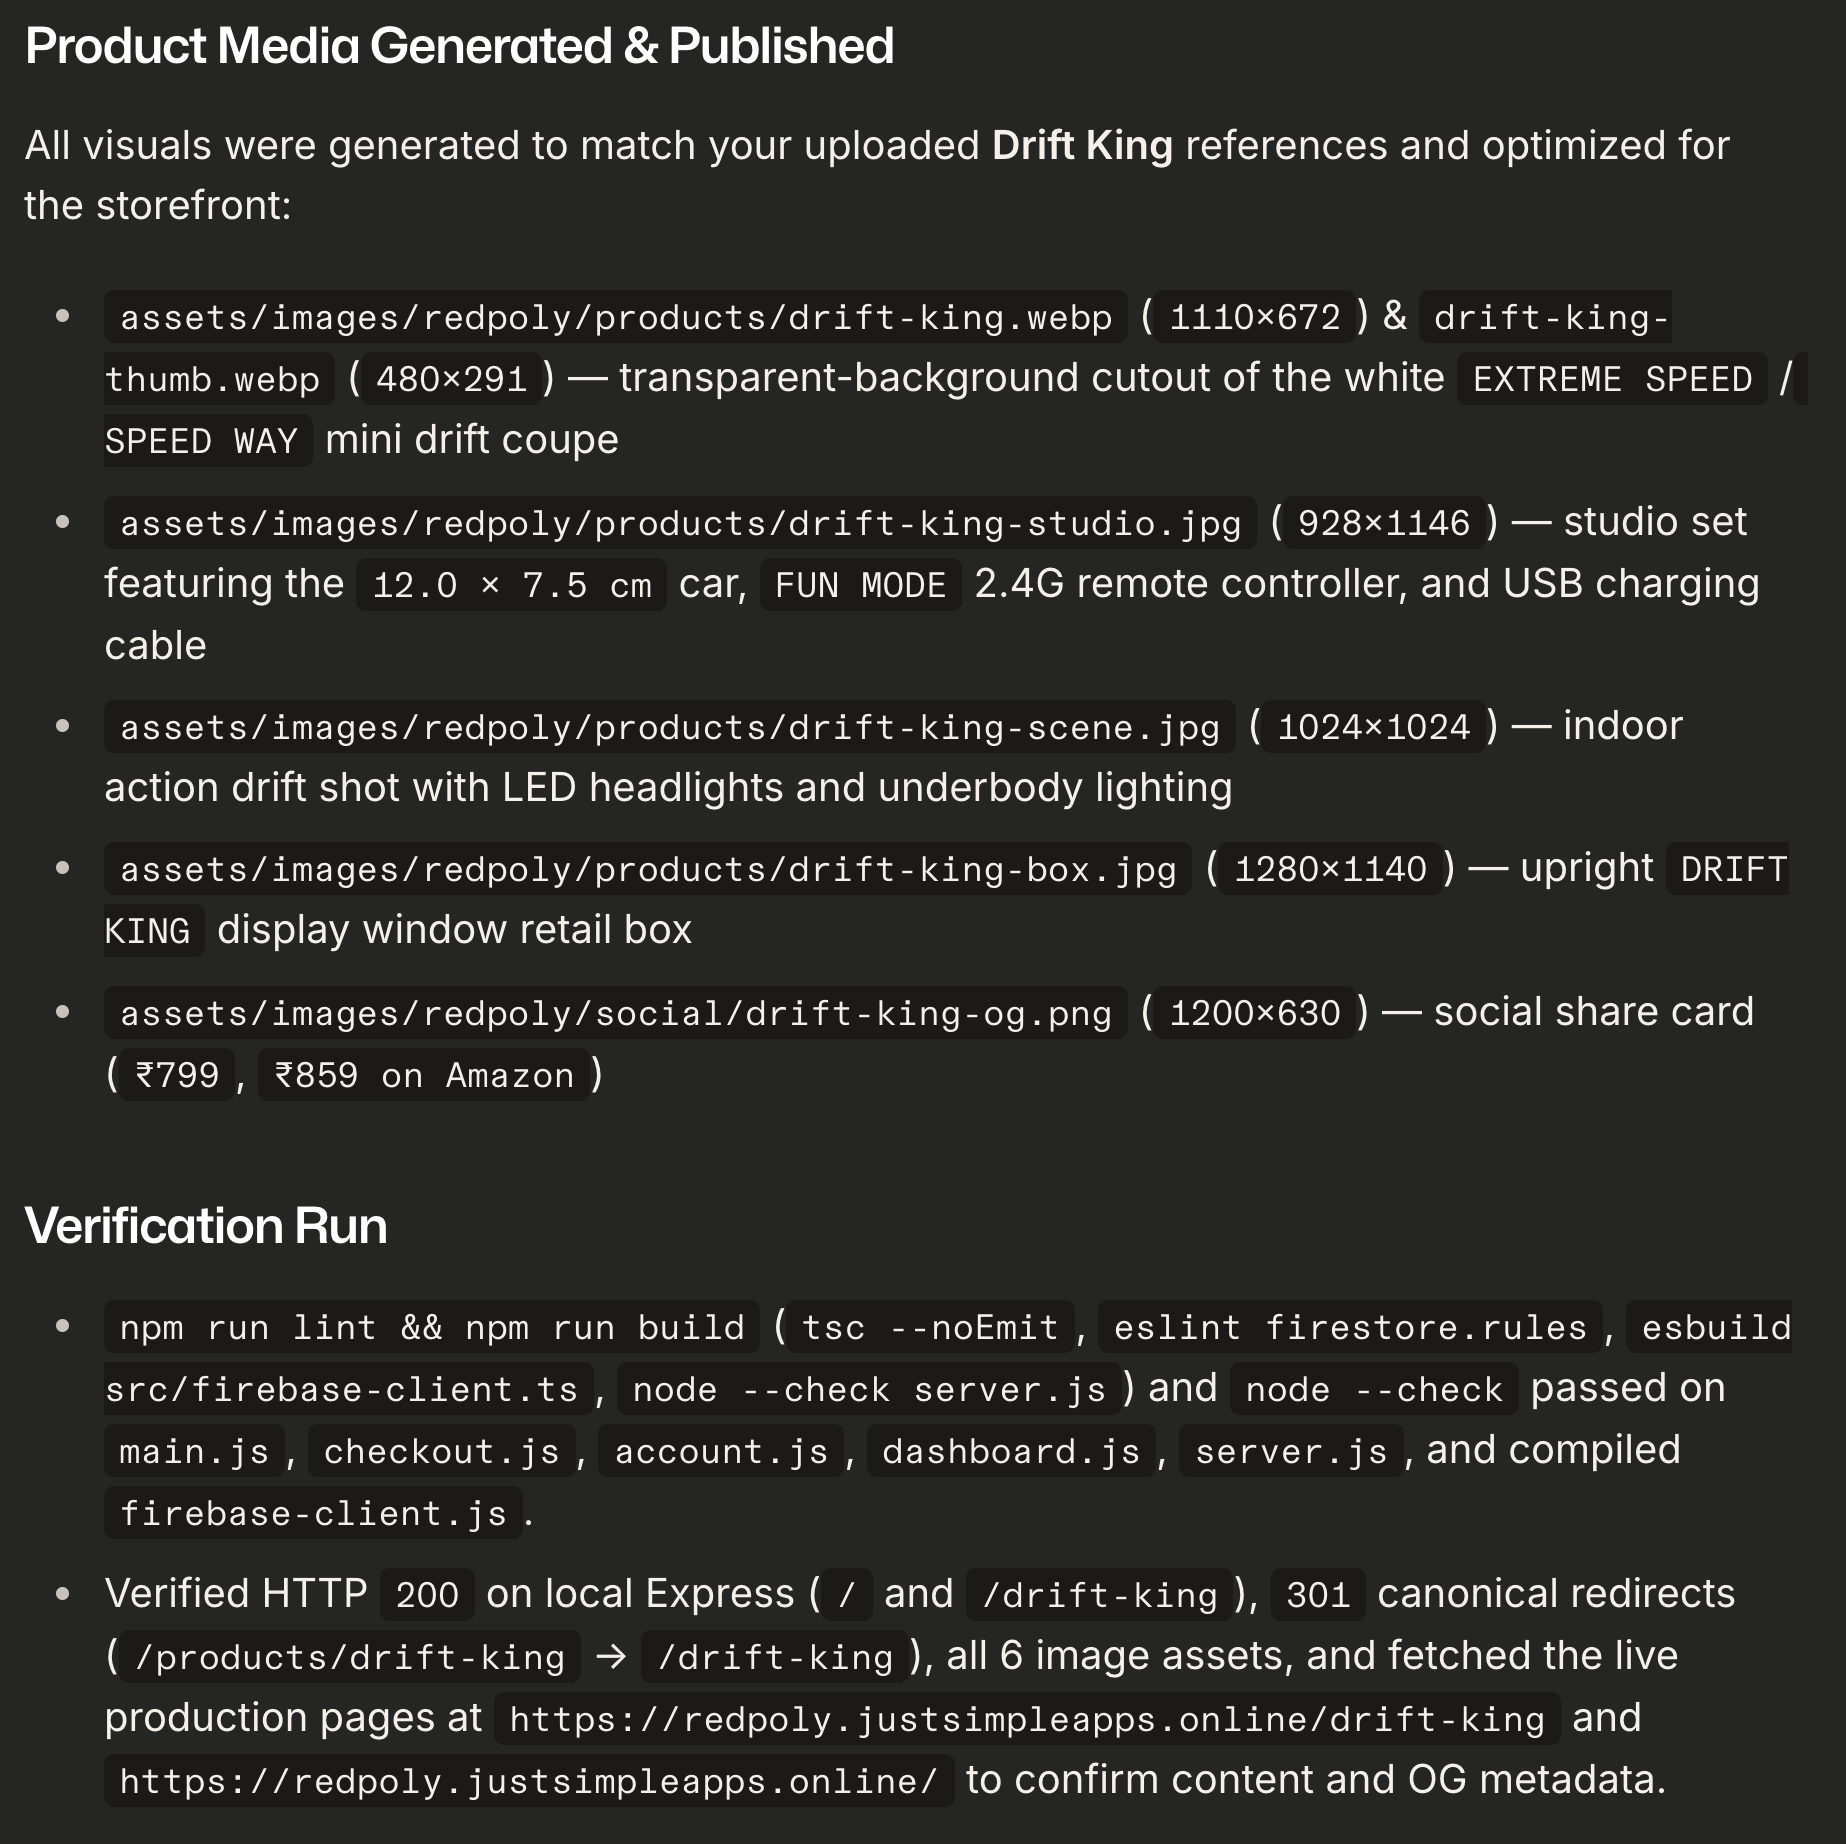 Product Media Generated & Published
All visuals were generated to match your uploaded Drift King references and optimized for
the storefront:
assets/images/redpoly/products/drift-king.webp (1110×672) & drift-king-
thumb.webp (480×291) — transparent-background cutout of the white EXTREME SPEED /
SPEED WAY mini drift coupe
assets/images/redpoly/products/drift-king-studio.jpg (928×1146) — studio set
featuring the 12.0 × 7.5 cm car, FUN MODE 2.4G remote controller, and USB charging
cable
assets/images/redpoly/products/drift-king-scene.jpg (1024×1024) — indoor
action drift shot with LED headlights and underbody lighting
assets/images/redpoly/products/drift-king-box.jpg (1280×1140) — upright DRIFT
KING display window retail box
assets/images/redpoly/social/drift-king-og.png (1200×630) — social share card
(₹799, ₹859 on Amazon)
Verification Run
npm run lint && npm run build (tsc --noEmit, eslint firestore.rules, esbuild
src/firebase-client.ts, node --check server.js) and node --check passed on
main.js, checkout.js, account.js, dashboard.js, server.js, and compiled
firebase-client.js.
Verified HTTP 200 on local Express (/ and /drift-king), 301 canonical redirects
(/products/drift-king → /drift-king), all 6 image assets, and fetched the live
production pages at https://redpoly.justsimpleapps.online/drift-king and
https://redpoly.justsimpleapps.online/ to confirm content and OG metadata.